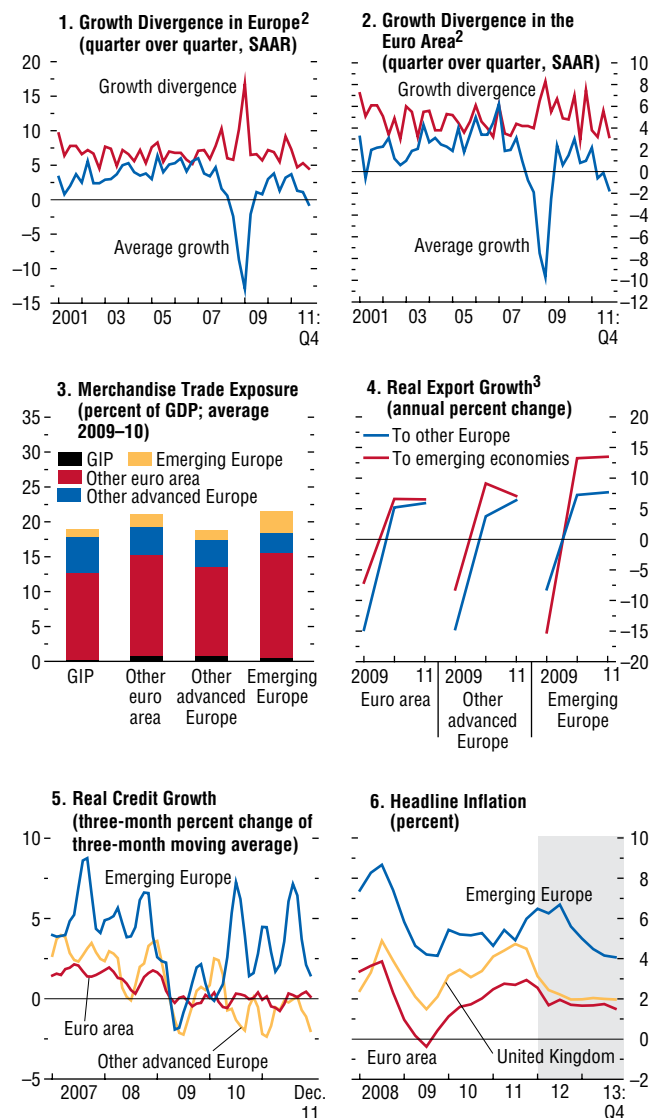 1. Growth Divergence in Europe2
(quarter over quarter, SAAR)
20
15
10
5
0
–5
–10
–15
Growth divergence
Average growth
2001 03 05 07 09 11:
Q4
2. Growth Divergence in the
Euro Area2
(quarter over quarter, SAAR)
Growth divergence
Average growth
10
8
6
4
2
0
–2
–4
–6
–8
–10
–12
2001 03 05 07 09 11:
Q4
3. Merchandise Trade Exposure
(percent of GDP; average
2009–10)
35
30
25
20
15
10
5
0
GIP Emerging Europe
Other euro area
Other advanced Europe
GIP Other Other Emerging
euro advanced Europe
area Europe
4. Real Export Growth3
(annual percent change)
To other Europe
To emerging economies
20
15
10
5
0
–5
–10
–15
–20
2009 11 2009 11 2009 11
Euro area Other Emerging
advanced Europe
Europe
5. Real Credit Growth
(three-month percent change of
three-month moving average)
10
5
0
–5
Emerging Europe
Euro area
Other advanced Europe
2007 08 09 10 Dec.
11
6. Headline Inflation
(percent)
Emerging Europe
Euro area
United Kingdom
10
8
6
4
2
0
–2
2008 09 10 11 12 13:
Q4